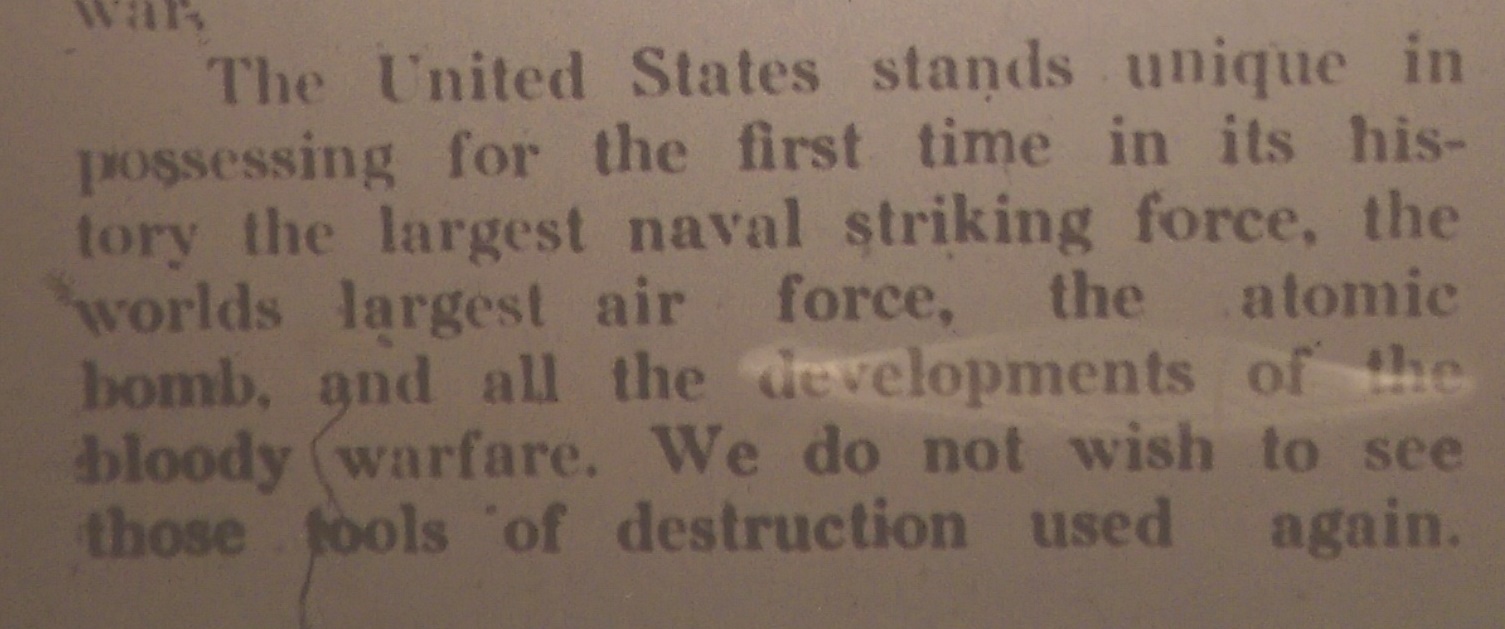 war,
The United States stands unique in
possessing for the first time in its his-
tory the largest naval striking force, the
worlds largest air force, the atomic
bomb, and all the developments of the
bloody warfare. We do not wish to see
those tools of destruction used again.